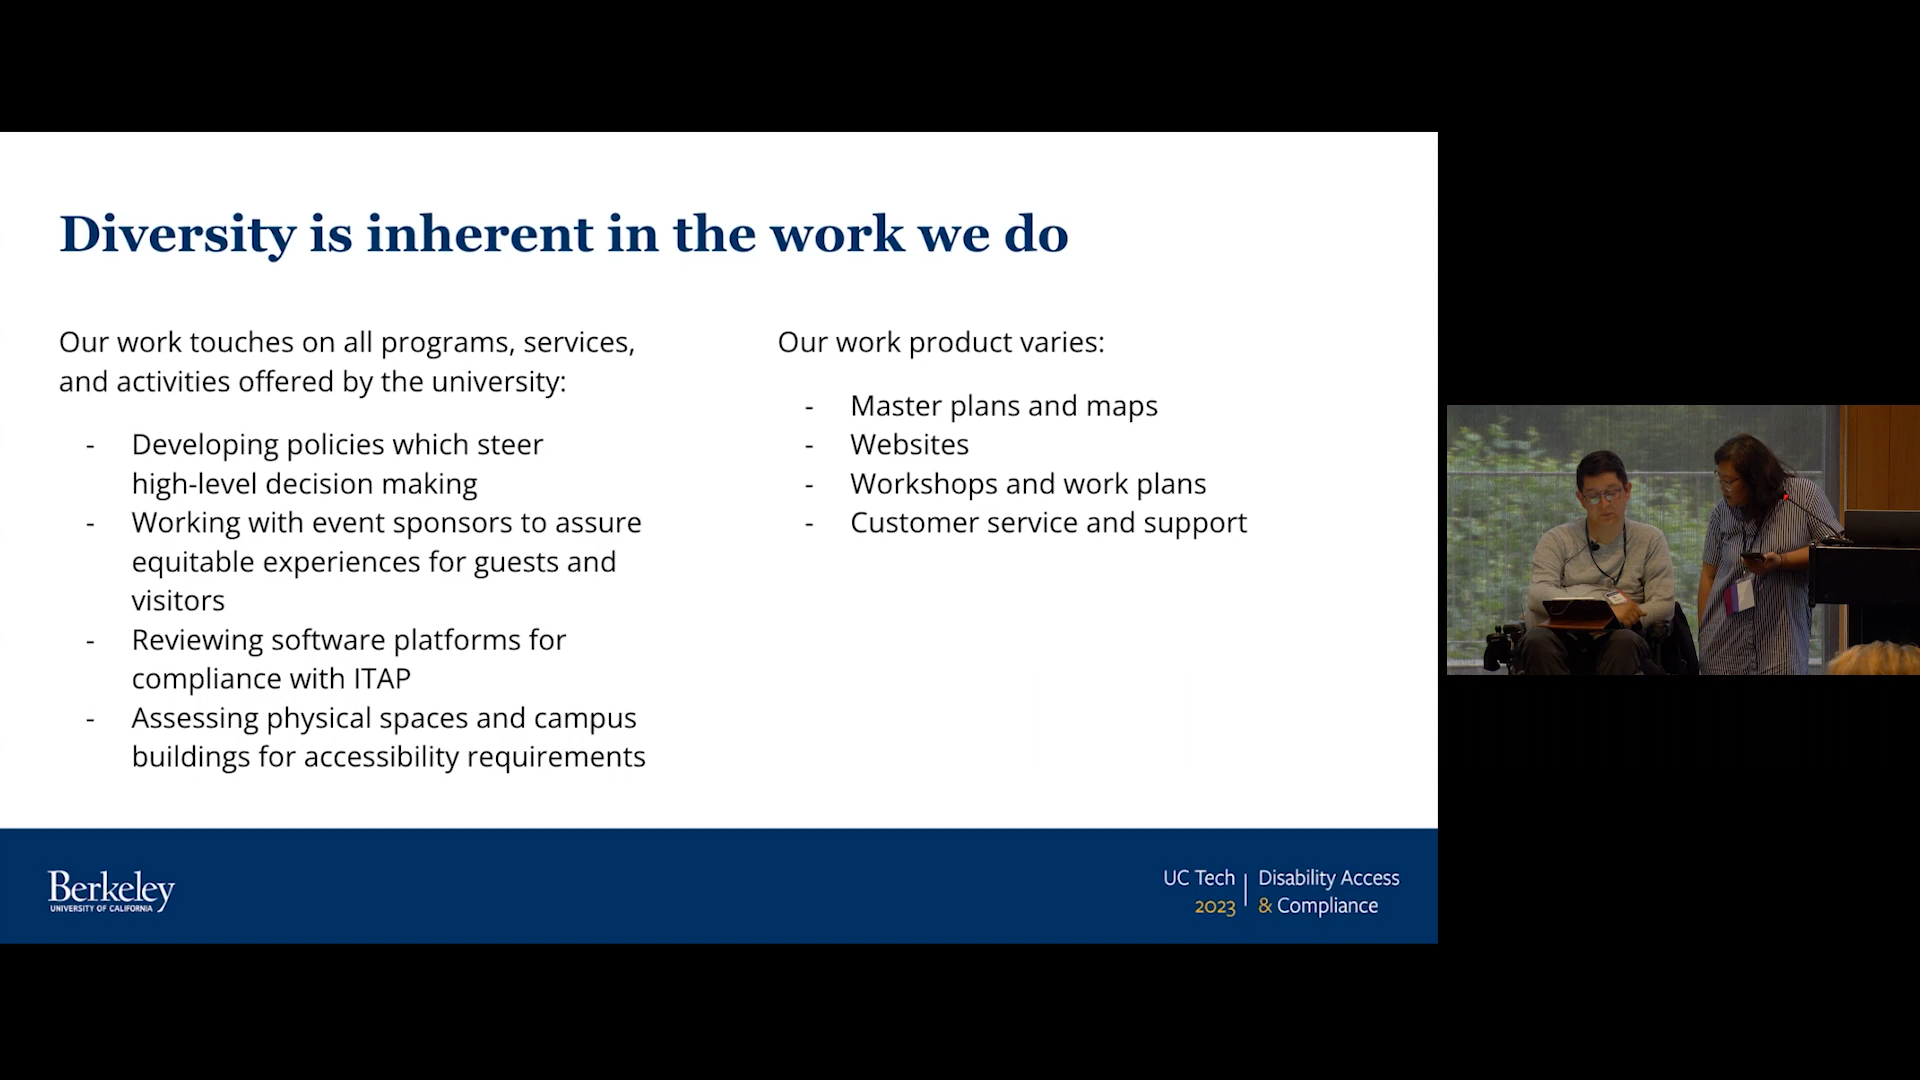 Diversity is inherent in the work we do
Our work touches on all programs, services,
and activities offered by the university:
- Developing policies which steer
high-level decision making
- Working with event sponsors to assure
equitable experiences for guests and
visitors
- Reviewing software platforms for
compliance with ITAP
- Assessing physical spaces and campus
buildings for accessibility requirements
Our work product varies:
- Master plans and maps
- Websites
- Workshops and work plans
- Customer service and support
Berkeley
UNIVERSITY OF CALIFORNIA
UC Tech
2023
Disability Access
& Compliance